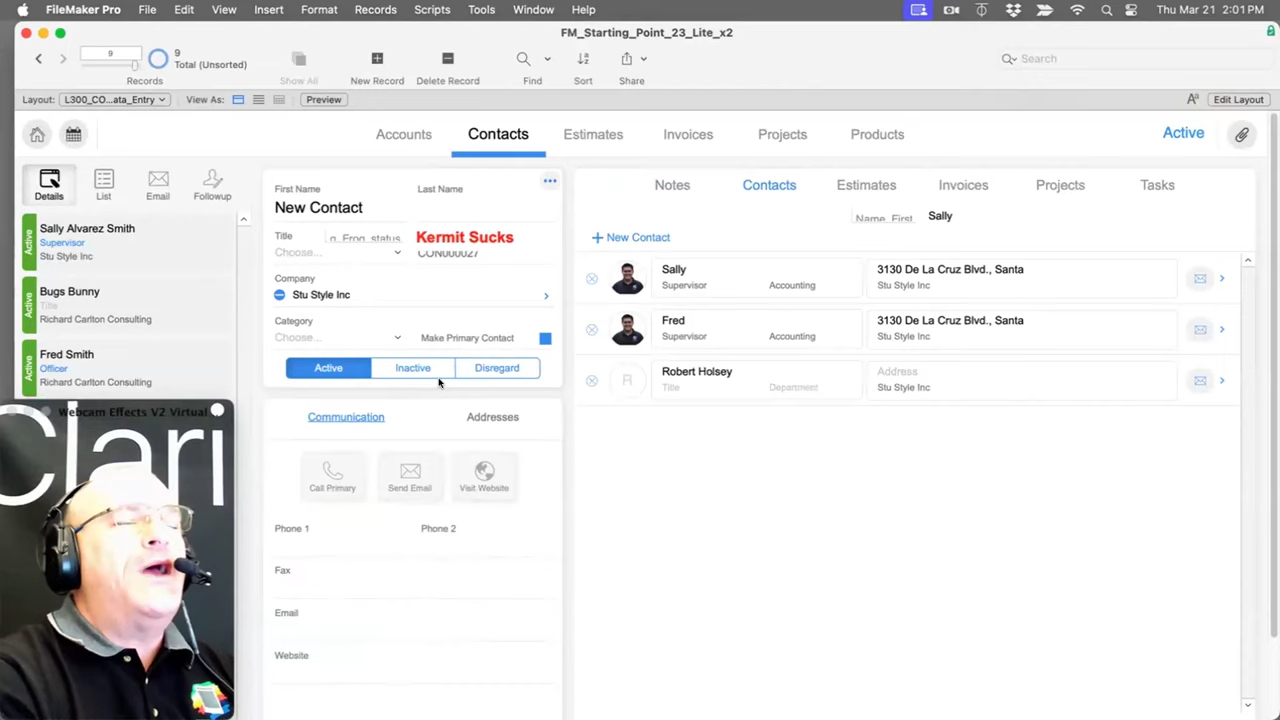 FileMaker Pro File Edit View Insert Format Records Scripts Tools Window Help Thu Mar 21 2:01 PM
FM_Starting_Point_23_Lite_x2
9
9
Total (Unsorted)
Records
Show All
New Record
Delete Record
Find
Sort
Share
Search
Layout: L300_CO...ata_Entry View As: Preview Edit Layout
Accounts Contacts Estimates Invoices Projects Products Active
Details
List
Email
Followup
Active
Sally Alvarez Smith
Supervisor
Stu Style Inc
Active
Bugs Bunny
Title
Richard Carlton Consulting
Active
Fred Smith
Officer
Richard Carlton Consulting
First Name Last Name
New Contact
Title g_Frog_status Kermit Sucks
Choose... CON000027
Company
Stu Style Inc
Category
Choose... Make Primary Contact
Active Inactive Disregard
Communication Addresses
Call Primary Send Email Visit Website
Phone 1 Phone 2
Fax
Email
Website
Notes Contacts Estimates Invoices Projects Tasks
Name_First Sally
New Contact
Sally
Supervisor Accounting
3130 De La Cruz Blvd., Santa
Stu Style Inc
Fred
Supervisor Accounting
3130 De La Cruz Blvd., Santa
Stu Style Inc
R
Robert Holsey
Title Department
Address
Stu Style Inc
Webcam Effects V2 Virtual
Clari